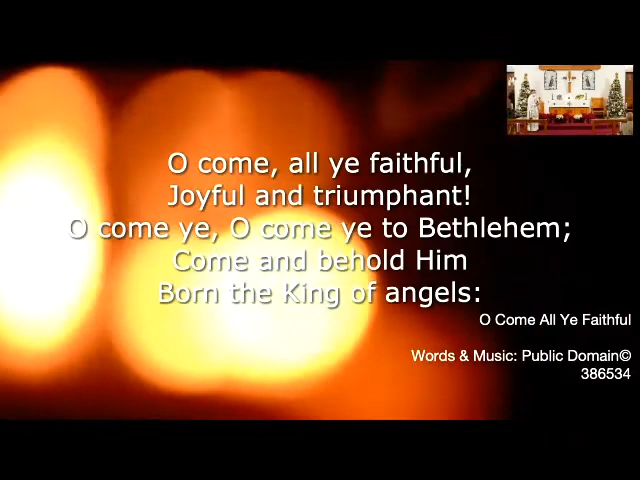 O come, all ye faithful,
Joyful and triumphant!
O come ye, O come ye to Bethlehem;
Come and behold Him
Born the King of angels:
O Come All Ye Faithful
Words & Music: Public Domain©
386534